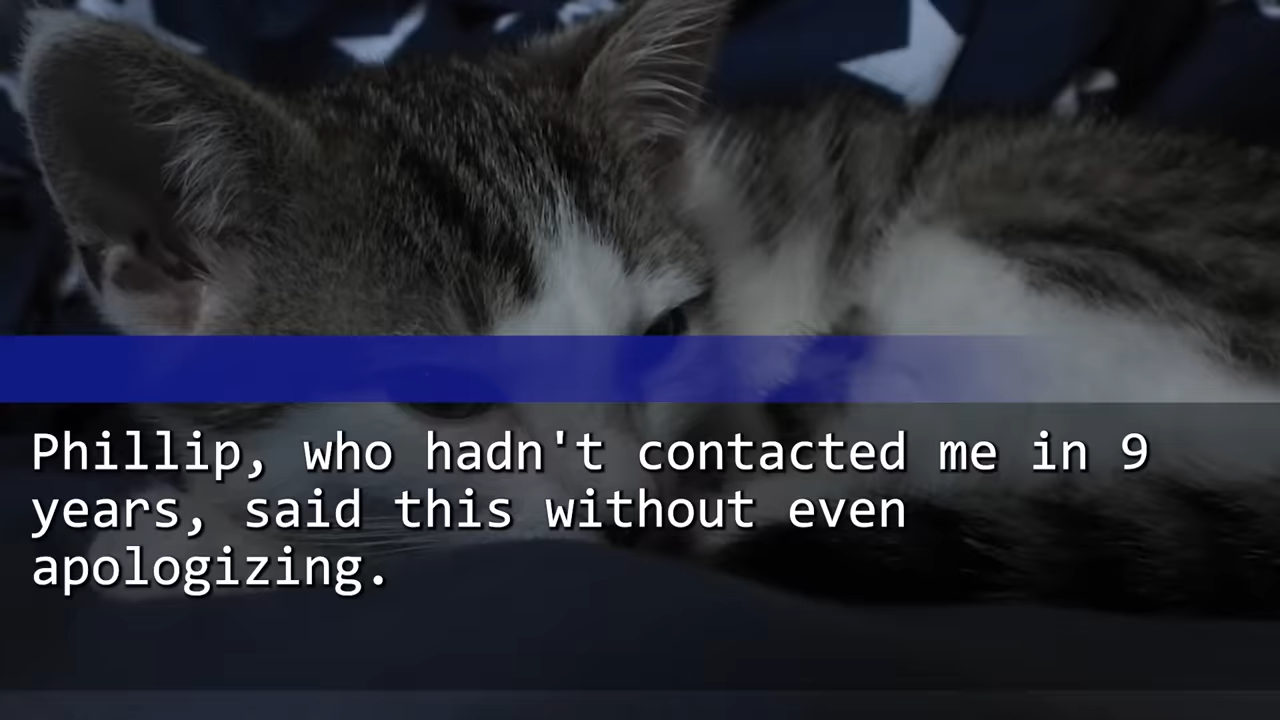 Phillip, who hadn't contacted me in 9
years, said this without even
apologizing.